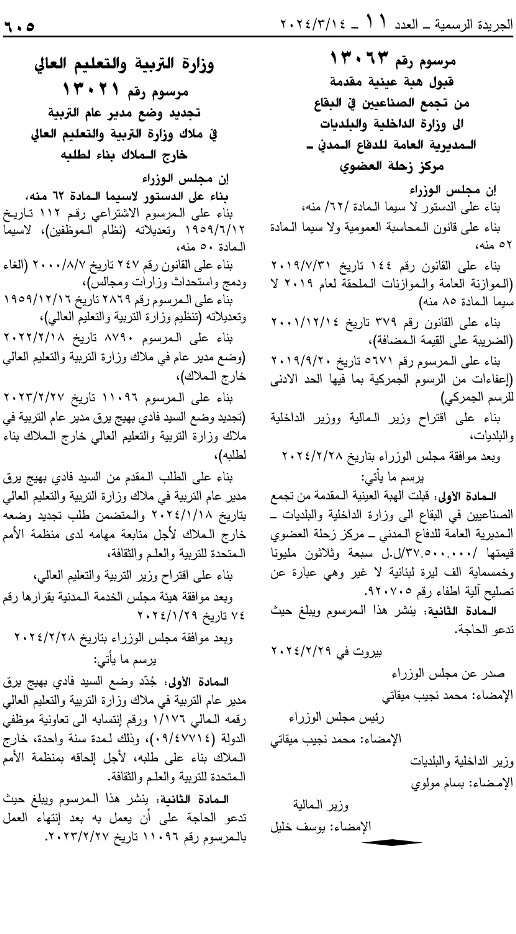 الجريدة الرسمية ــ العدد ١١ ــ ٢٠٢٤/٣/١٤
٦٠٥
مرسوم رقم ١٣٠٦٣
قبول هبة عينية مقدمة
من تجمع الصناعيين في البقاع
الى وزارة الداخلية والبلديات
المديرية العامة للدفاع المدني ــ
مركز زحلة العضوي
إن مجلس الوزراء
بناء على الدستور لا سيما المادة /٦٢/ منه،
بناء على قانون المحاسبة العمومية ولا سيما المادة
٥٢ منه،
بناء على القانون رقم ١٤٤ تاريخ ٢٠١٩/٧/٣١
(الموازنة العامة والموازنات الملحقة لعام ٢٠١٩ لا
سيما المادة ٨٥ منه)
بناء على القانون رقم ٣٧٩ تاريخ ٢٠٠١/١٢/١٤
(الضريبة على القيمة المضافة)،
بناء على المرسوم رقم ٥٦٧١ تاريخ ٢٠١٩/٩/٢٠
(إعفاءات من الرسوم الجمركية بما فيها الحد الادنى
للرسم الجمركي)
بناء على اقتراح وزير المالية ووزير الداخلية
والبلديات،
وبعد موافقة مجلس الوزراء بتاريخ ٢٠٢٤/٢/٢٨
يرسم ما يأتي:
المادة الأولى: قبلت الهبة العينية المقدمة من تجمع
الصناعيين في البقاع الى وزارة الداخلية والبلديات ــ
المديرية العامة للدفاع المدني ــ مركز زحلة العضوي
قيمتها /٣٧.٥٠٠.٠٠٠/ل.ل سبعة وثلاثون مليونا
وخمسماية الف ليرة لبنانية لا غير وهي عبارة عن
تصليح آلية اطفاء رقم ٩٢٠٧٠٥.
المادة الثانية: ينشر هذا المرسوم ويبلغ حيث
تدعو الحاجة.
بيروت في ٢٠٢٤/٢/٢٩
صدر عن مجلس الوزراء
الإمضاء: محمد نجيب ميقاتي
رئيس مجلس الوزراء
الإمضاء: محمد نجيب ميقاتي
وزير الداخلية والبلديات
الإمضاء: بسام مولوي
وزير المالية
الإمضاء: يوسف خليل
وزارة التربية والتعليم العالي
مرسوم رقم ١٣٠٢١
تجديد وضع مدير عام التربية
في ملاك وزارة التربية والتعليم العالي
خارج الملاك بناء لطلبه
إن مجلس الوزراء
بناء على الدستور لاسيما المادة ٦٢ منه،
بناء على المرسوم الاشتراعي رقم ١١٢ تاريخ
١٩٥٩/٦/١٢ وتعديلاته (نظام الموظفين)، لاسيما
المادة ٥٠ منه،
بناء على القانون رقم ٢٤٧ تاريخ ٢٠٠٠/٨/٧ (الغاء
ودمج واستحداث وزارات ومجالس)،
بناء على المرسوم رقم ٢٨٦٩ تاريخ ١٩٥٩/١٢/١٦
وتعديلاته (تنظيم وزارة التربية والتعليم العالي)،
بناء على المرسوم ٨٧٩٠ تاريخ ٢٠٢٢/٢/١٨
(وضع مدير عام في ملاك وزارة التربية والتعليم العالي
خارج الملاك)،
بناء على المرسوم ١١٠٩٦ تاريخ ٢٠٢٣/٢/٢٧
(تجديد وضع السيد فادي بهيج يرق مدير عام التربية في
ملاك وزارة التربية والتعليم العالي خارج الملاك بناء
لطلبه)،
بناء على الطلب المقدم من السيد فادي بهيج يرق
مدير عام التربية في ملاك وزارة التربية والتعليم العالي
بتاريخ ٢٠٢٤/١/١٨ والمتضمن طلب تجديد وضعه
خارج الملاك لأجل متابعة مهامه لدى منظمة الأمم
المتحدة للتربية والعلم والثقافة،
بناء على اقتراح وزير التربية والتعليم العالي،
وبعد موافقة هيئة مجلس الخدمة المدنية بقرارها رقم
٧٤ تاريخ ٢٠٢٤/١/٢٩
وبعد موافقة مجلس الوزراء بتاريخ ٢٠٢٤/٢/٢٨
يرسم ما يأتي:
المادة الأولى: جُدّد وضع السيد فادي بهيج يرق
مدير عام التربية في ملاك وزارة التربية والتعليم العالي
رقمه المالي ١/١٧٦ ورقم إنتسابه الى تعاونية موظفي
الدولة (٠٩/٤٧٧١٤)، وذلك لمدة سنة واحدة، خارج
الملاك بناء على طلبه، لأجل إلحاقه بمنظمة الأمم
المتحدة للتربية والعلم والثقافة.
المادة الثانية: ينشر هذا المرسوم ويبلغ حيث
تدعو الحاجة على أن يعمل به بعد إنتهاء العمل
بالمرسوم رقم ١١٠٩٦ تاريخ ٢٠٢٣/٢/٢٧.